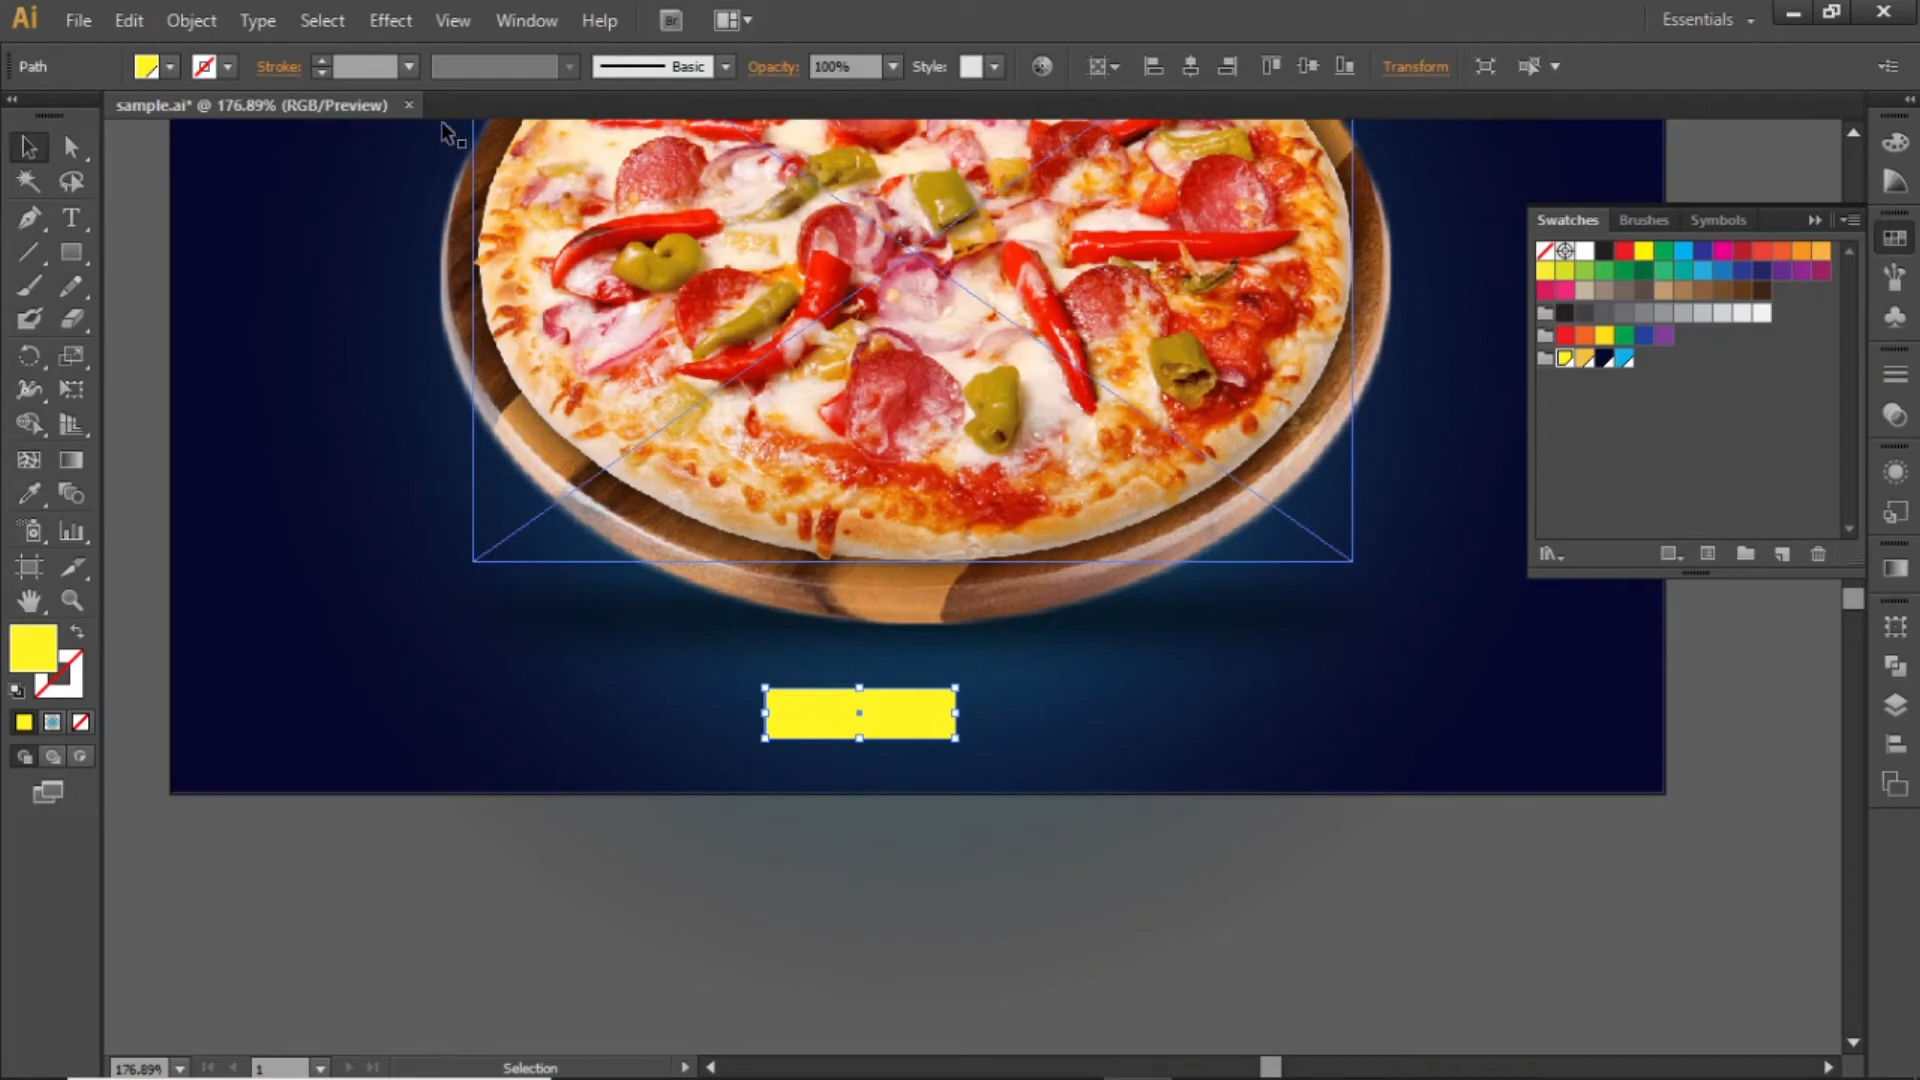 Ai File Edit Object Type Select Effect View Window Help Br Essentials
Path Stroke: Basic Opacity: 100% Style: Transform
sample.ai* @ 176.89% (RGB/Preview) ×
Swatches Brushes Symbols
T
176.89% 1 Selection